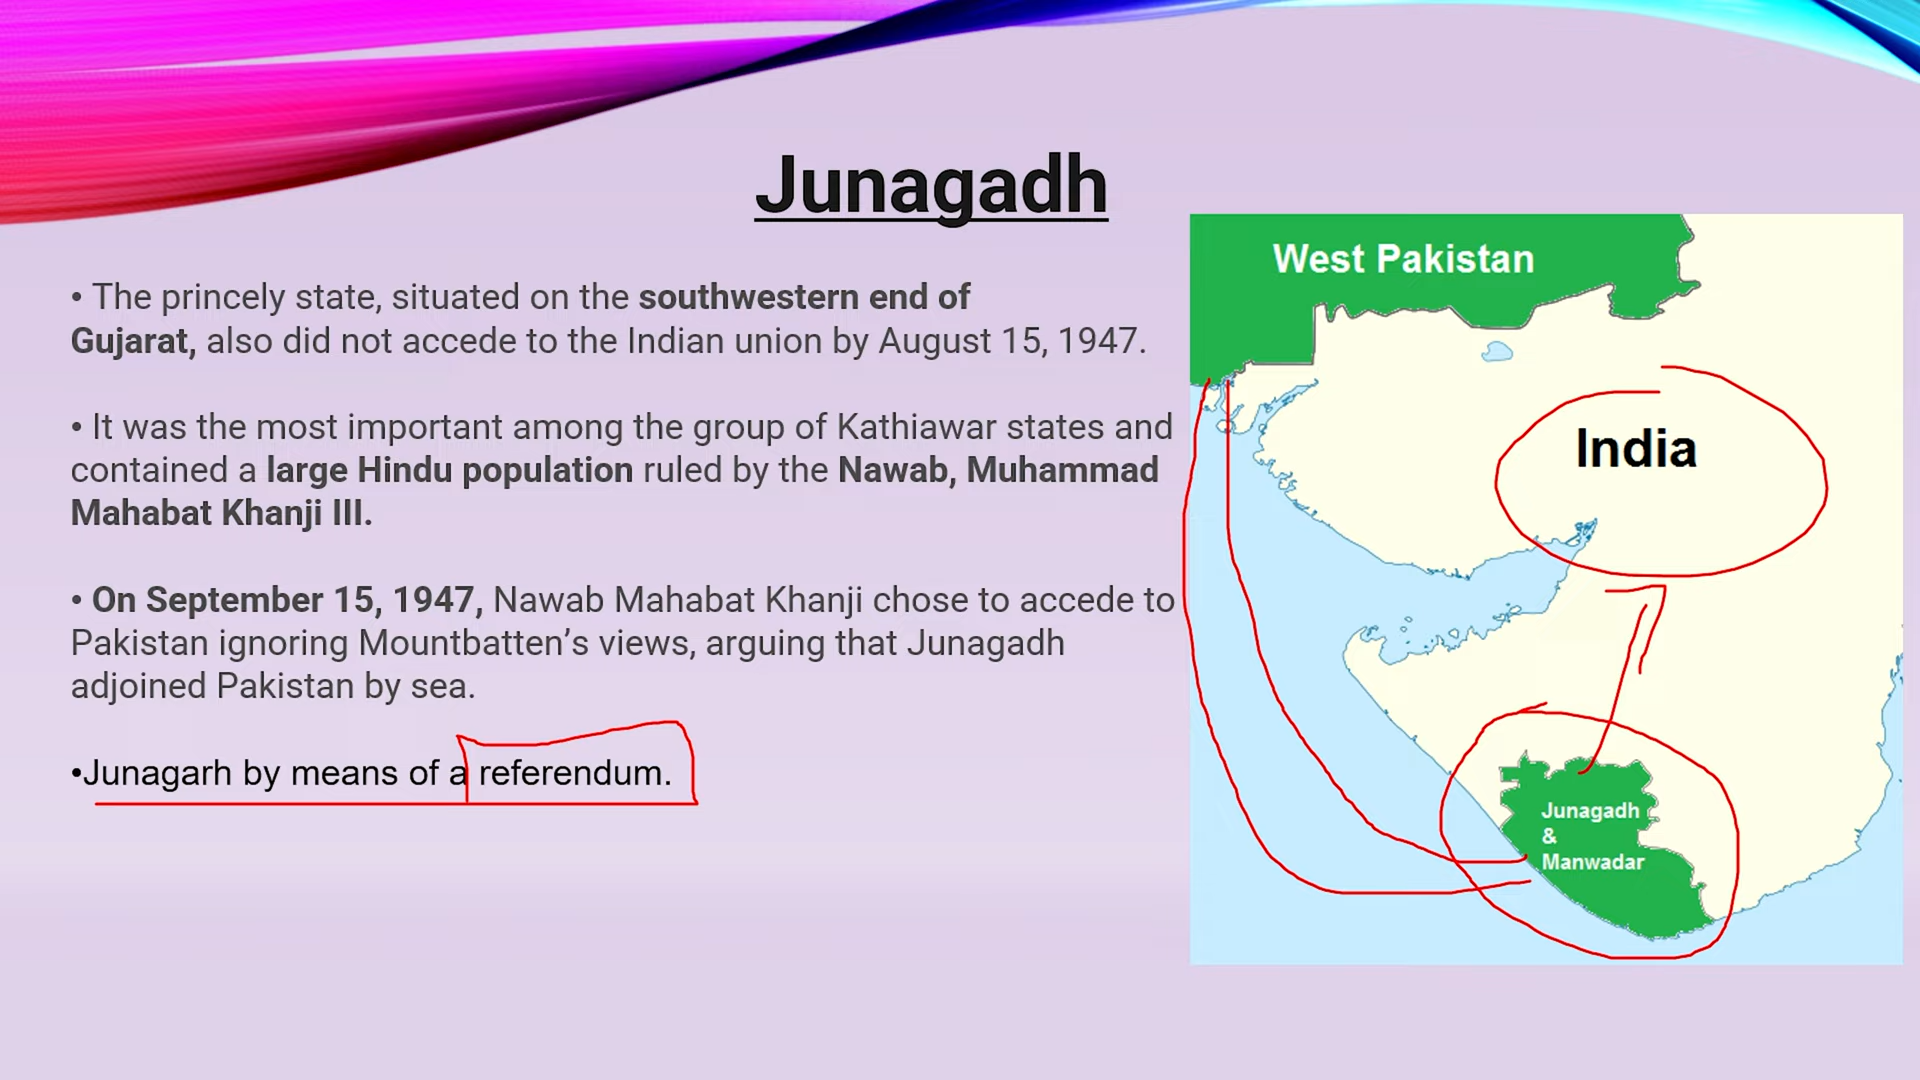 Junagadh
• The princely state, situated on the southwestern end of
Gujarat, also did not accede to the Indian union by August 15, 1947.
• It was the most important among the group of Kathiawar states and
contained a large Hindu population ruled by the Nawab, Muhammad
Mahabat Khanji III.
• On September 15, 1947, Nawab Mahabat Khanji chose to accede to
Pakistan ignoring Mountbatten’s views, arguing that Junagadh
adjoined Pakistan by sea.
•Junagarh by means of a referendum.
West Pakistan
India
Junagadh
&
Manwadar